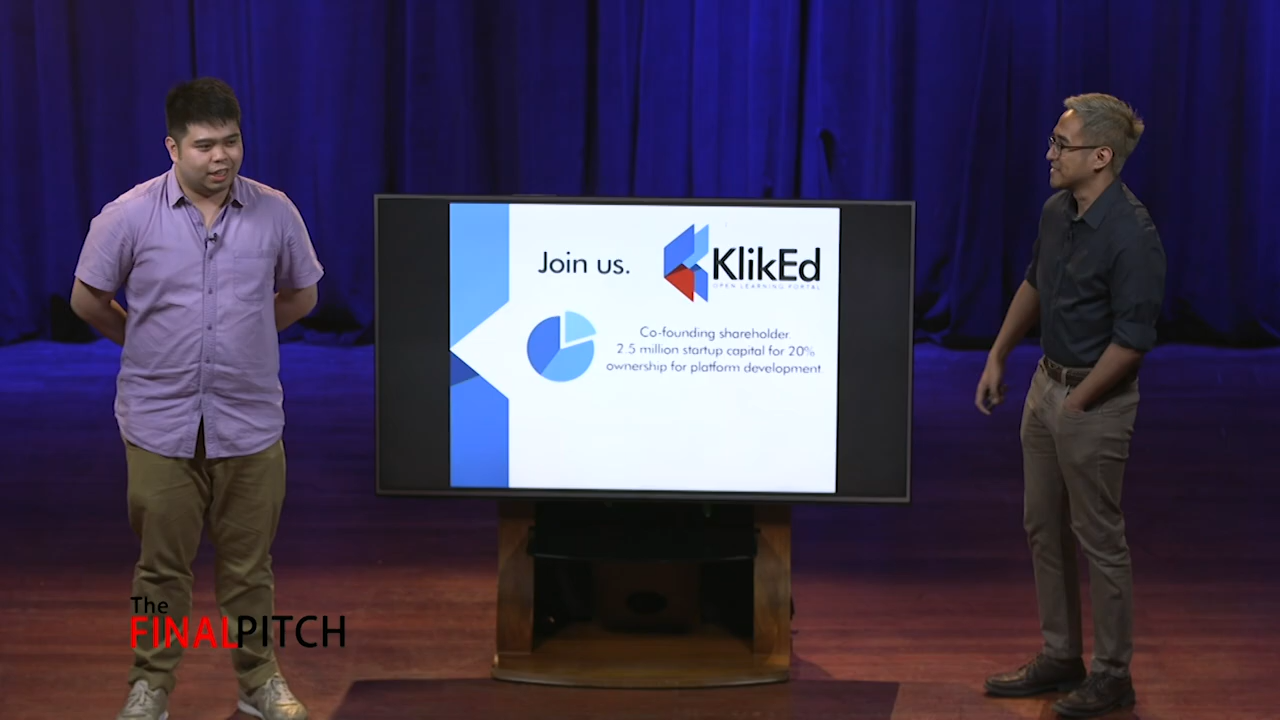 Join us.
KlikEd
OPEN LEARNING PORTAL
Co-founding shareholder.
2.5 million startup capital for 20%
ownership for platform development
The
FINALPITCH